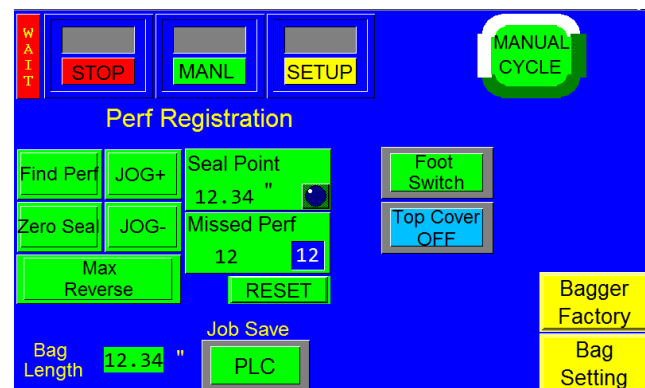 WAIT
STOP
MANL
SETUP
MANUAL
CYCLE
Perf Registration
Find Perf
JOG+
Seal Point
12.34 "
Foot
Switch
Zero Seal
JOG-
Missed Perf
12
12
Top Cover
OFF
Max
Reverse
RESET
Bagger
Factory
Job Save
Bag
Length
12.34 "
PLC
Bag
Setting